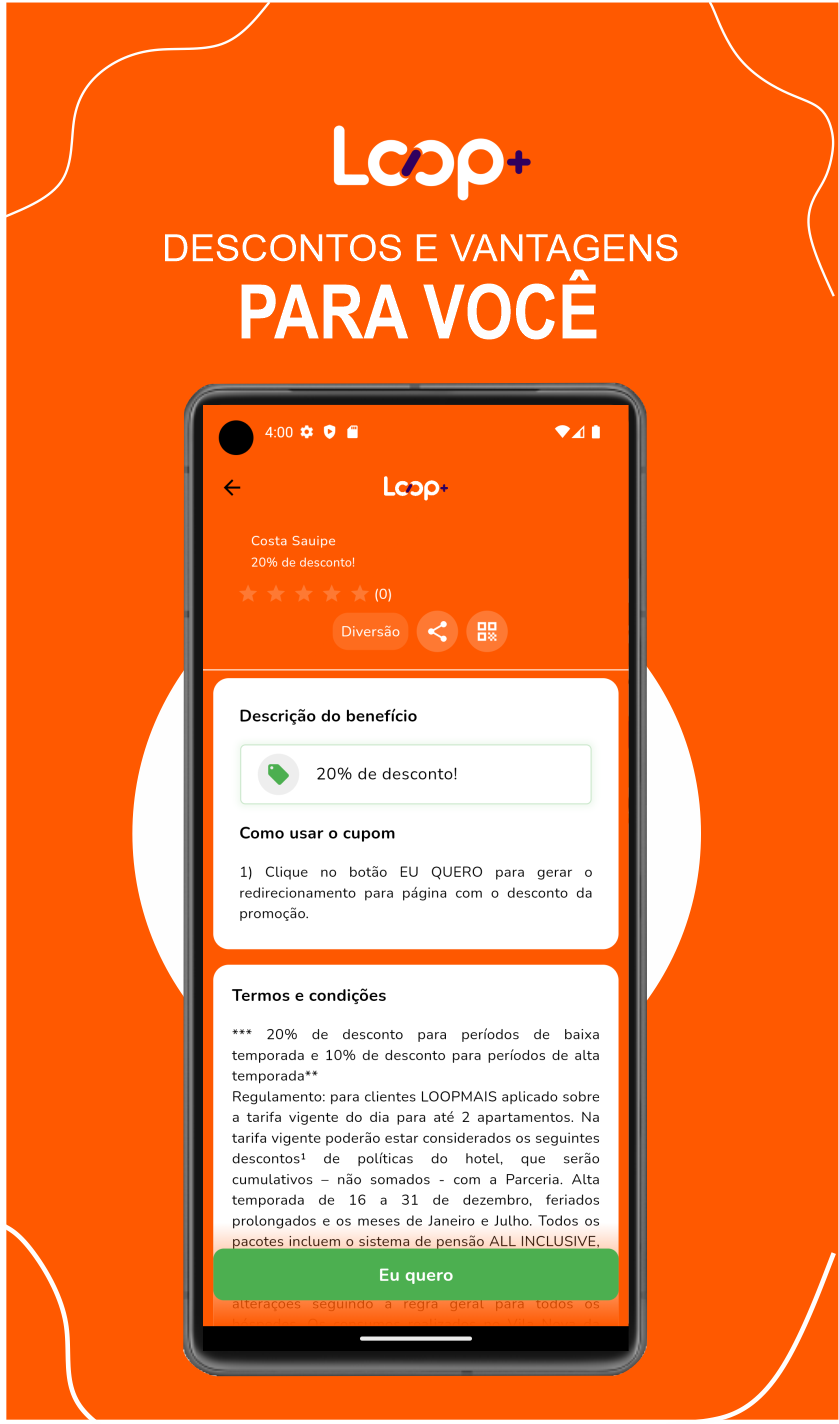 Loop+
DESCONTOS E VANTAGENS
PARA VOCÊ
4:00
Loop+
Costa Sauipe
20% de desconto!
(0)
Diversão
Descrição do benefício
20% de desconto!
Como usar o cupom
1) Clique no botão EU QUERO para gerar o
redirecionamento para página com o desconto da
promoção.
Termos e condições
*** 20% de desconto para períodos de baixa
temporada e 10% de desconto para períodos de alta
temporada**
Regulamento: para clientes LOOPMAIS aplicado sobre
a tarifa vigente do dia para até 2 apartamentos. Na
tarifa vigente poderão estar considerados os seguintes
descontos¹ de políticas do hotel, que serão
cumulativos – não somados - com a Parceria. Alta
temporada de 16 a 31 de dezembro, feriados
prolongados e os meses de Janeiro e Julho. Todos os
pacotes incluem o sistema de pensão ALL INCLUSIVE,
Eu quero
alterações seguindo a regra geral para todos os